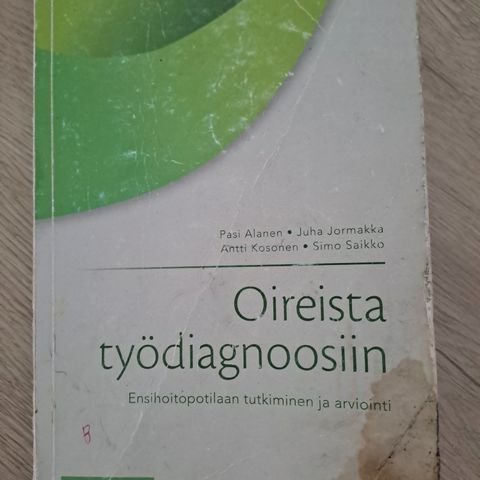 Pasi Alanen • Juha Jormakka
Antti Kosonen • Simo Saikko
Oireista
työdiagnoosiin
Ensihoitopotilaan tutkiminen ja arviointi